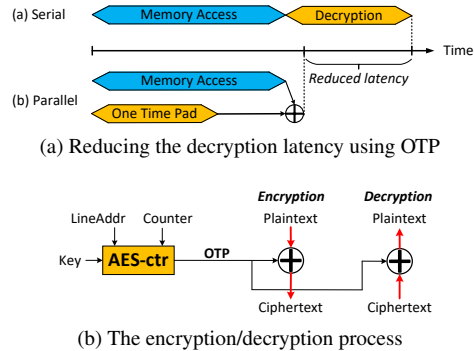 (a) Serial Memory Access Decryption
Time
Reduced latency
Memory Access
(b) Parallel
One Time Pad
(a) Reducing the decryption latency using OTP
Encryption Decryption
LineAddr Counter Plaintext Plaintext
Key AES-ctr OTP
Ciphertext Ciphertext
(b) The encryption/decryption process